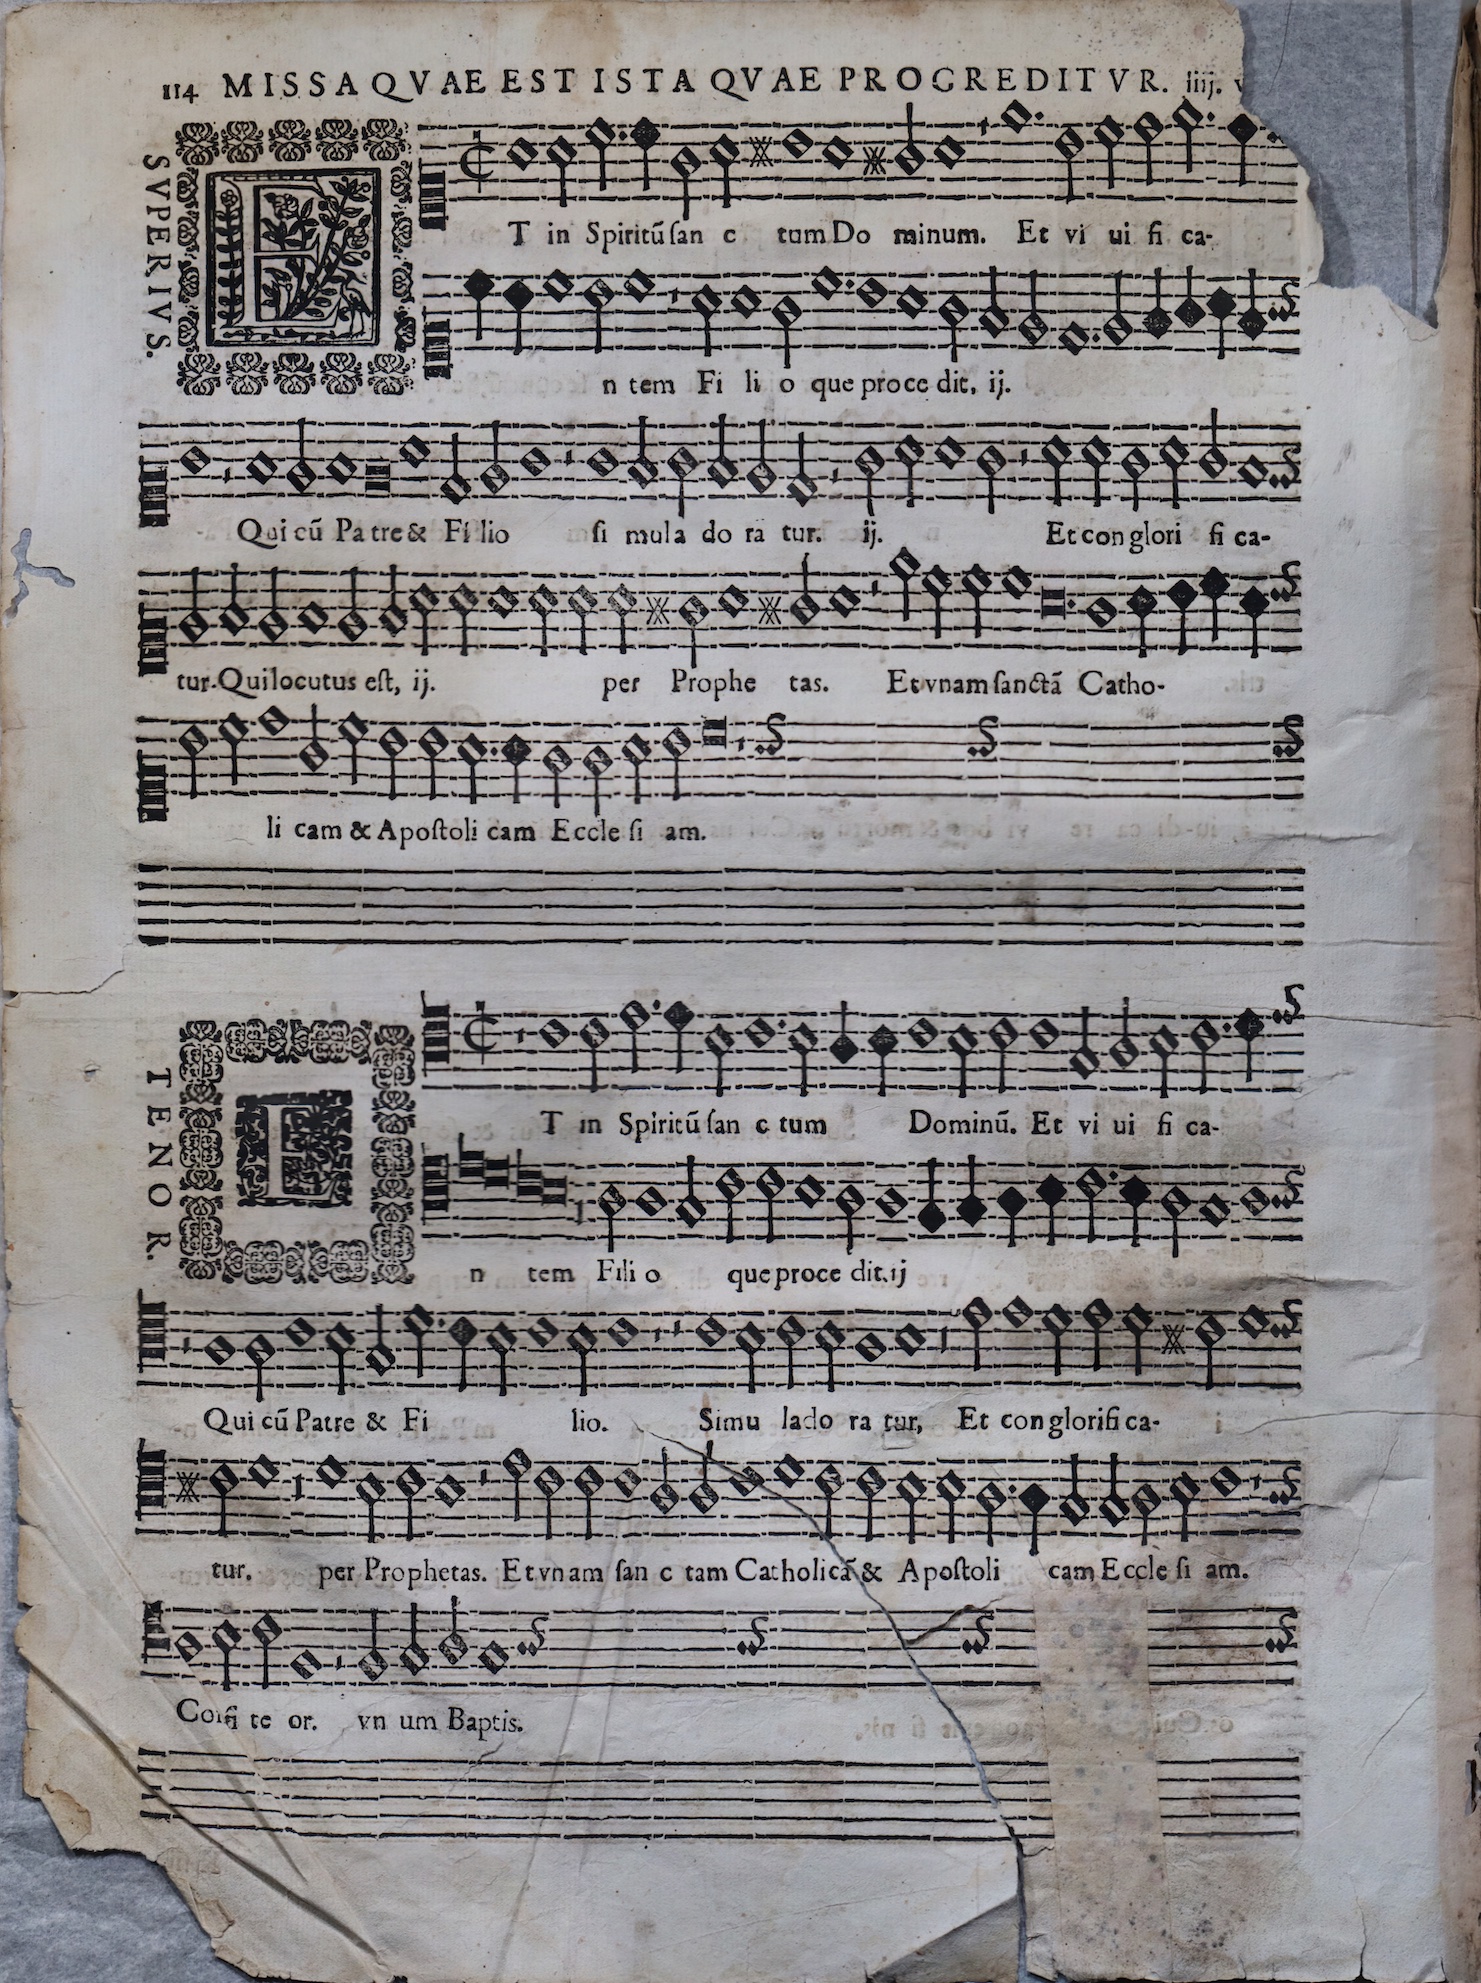 114 MISSA QVAE EST ISTA QVAE PROGREDITVR. iiij.
SVPERIVS.
ET in Spiritū san c tum Do minum. Et vi ui fi ca-
n tem Fi li o que proce dit, ij.
Qui cū Pa tre & Fi lio si mul a do ra tur. ij. Et con glori fi ca-
tur. Qui locutus est, ij. per Prophe tas. Et vnam sanctā Catho-
li cam & Apostoli cam Eccle si am.
TENOR.
ET in Spiritū san c tum Dominū. Et vi ui fi ca-
n tem Fili o que proce dit. ij
Qui cū Patre & Fi lio. Simu lado ra tur, Et con glorifi ca-
tur. per Prophetas. Et vnam san c tam Catholicā & Apostoli cam Eccle si am.
Confi te or. vn um Baptis.